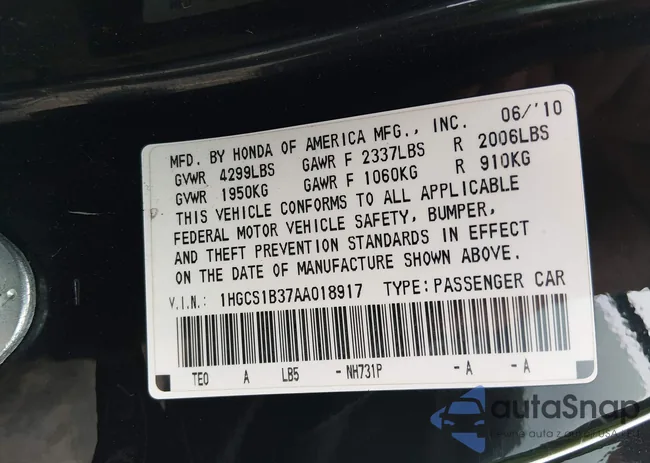 MFD. BY HONDA OF AMERICA MFG., INC. 06/'10
GVWR 4299LBS GAWR F 2337LBS R 2006LBS
GVWR 1950KG GAWR F 1060KG R 910KG
THIS VEHICLE CONFORMS TO ALL APPLICABLE
FEDERAL MOTOR VEHICLE SAFETY, BUMPER,
AND THEFT PREVENTION STANDARDS IN EFFECT
ON THE DATE OF MANUFACTURE SHOWN ABOVE.
V.I.N.: 1HGCS1B37AA018917 TYPE: PASSENGER CAR
TE0 A LB5 -NH731P -A -A
autaSnap
auta z